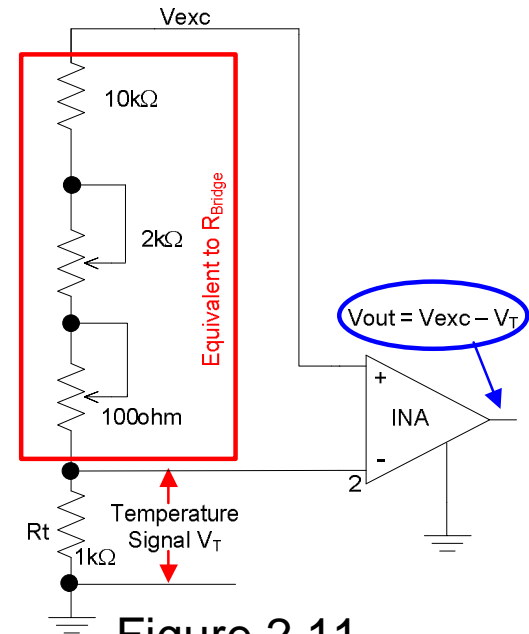 Vexc
10kΩ
2kΩ
Equivalent to RBridge
100ohm
Vout = Vexc – VT
+
INA
-
2
Rt
1kΩ
Temperature
Signal VT
Figure 2.11